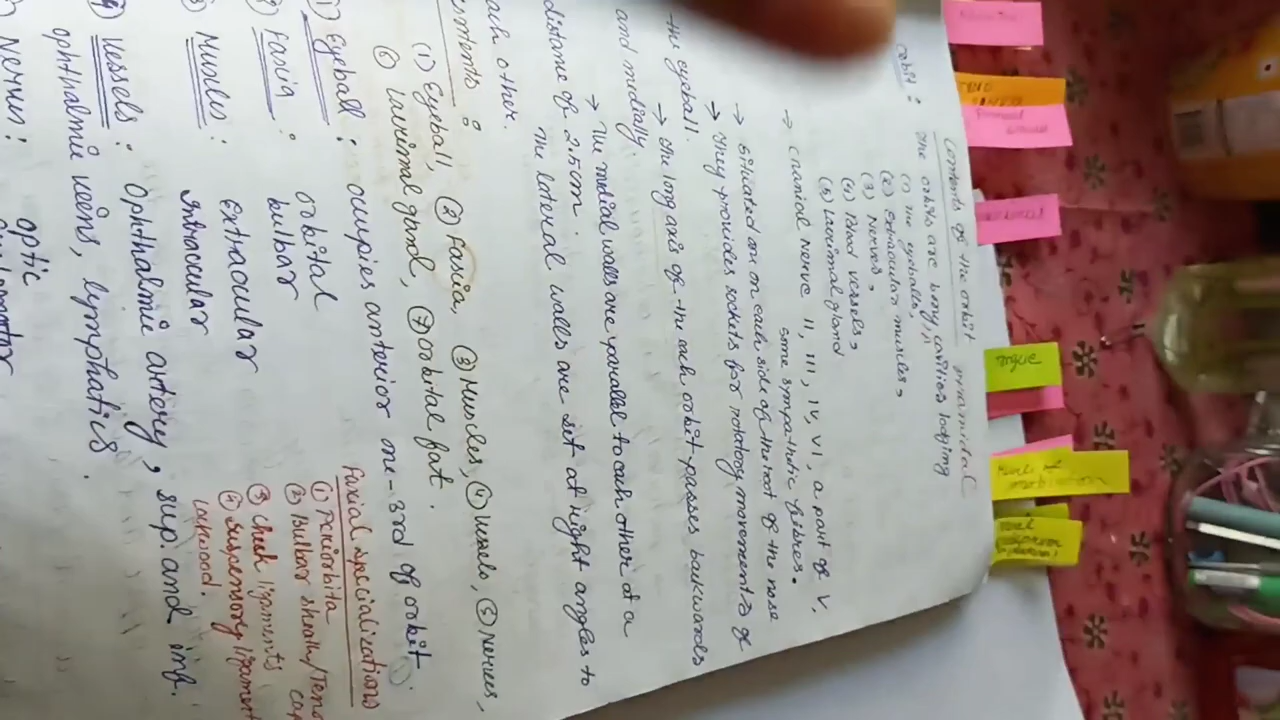 Contents of the orbit
orbit : The orbits are bony cavities lodging
(1) The eyeballs,
(2) Extraocular muscles,
(3) Nerves,
(4) Blood vessels,
(5) Lacrimal gland
→ cranial nerve II, III, IV, VI, a part of V,
some sympathetic fibres.
→ situated on each side of the root of the nose
→ They provides sockets for rotatory movements of
the eyeball.
→ The long axis of the each orbit passes backwards
and medially.
→ The medial walls are parallel to each other at a
distane of 2.5cm.
The lateral walls are set at right angles to
each other.
(1) Eyeball, (2) Fascia, (3) Muscles, (4) Vessels, (5) Nerves,
(6) Lacrimal gland, (7) orbital fat.
(1) Eyeball : occupies anterior one-3rd of orbit.
(2) Fascia : orbital
bulbar
(3) Muscles : extraocular
intraocular
(4) Vessels : Ophthalmic artery, sup. and inf.
ophthalmic veins, lymphatics.
Nerves : optic
Fascial specializations
(1) Periorbita
(2) Bulbar sheath/
(3) Check ligaments
(4) Suspensory ligament
Lockwood.
tongue